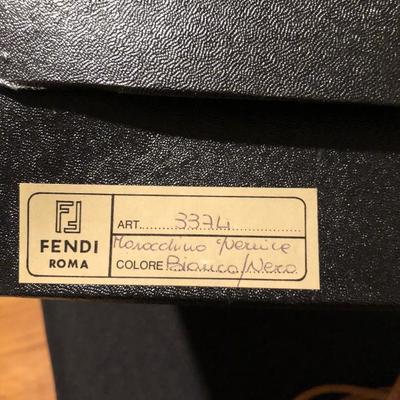 FENDI
ROMA
ART. 3374
Marocchino e/Vernice
COLORE Bianco/Nero